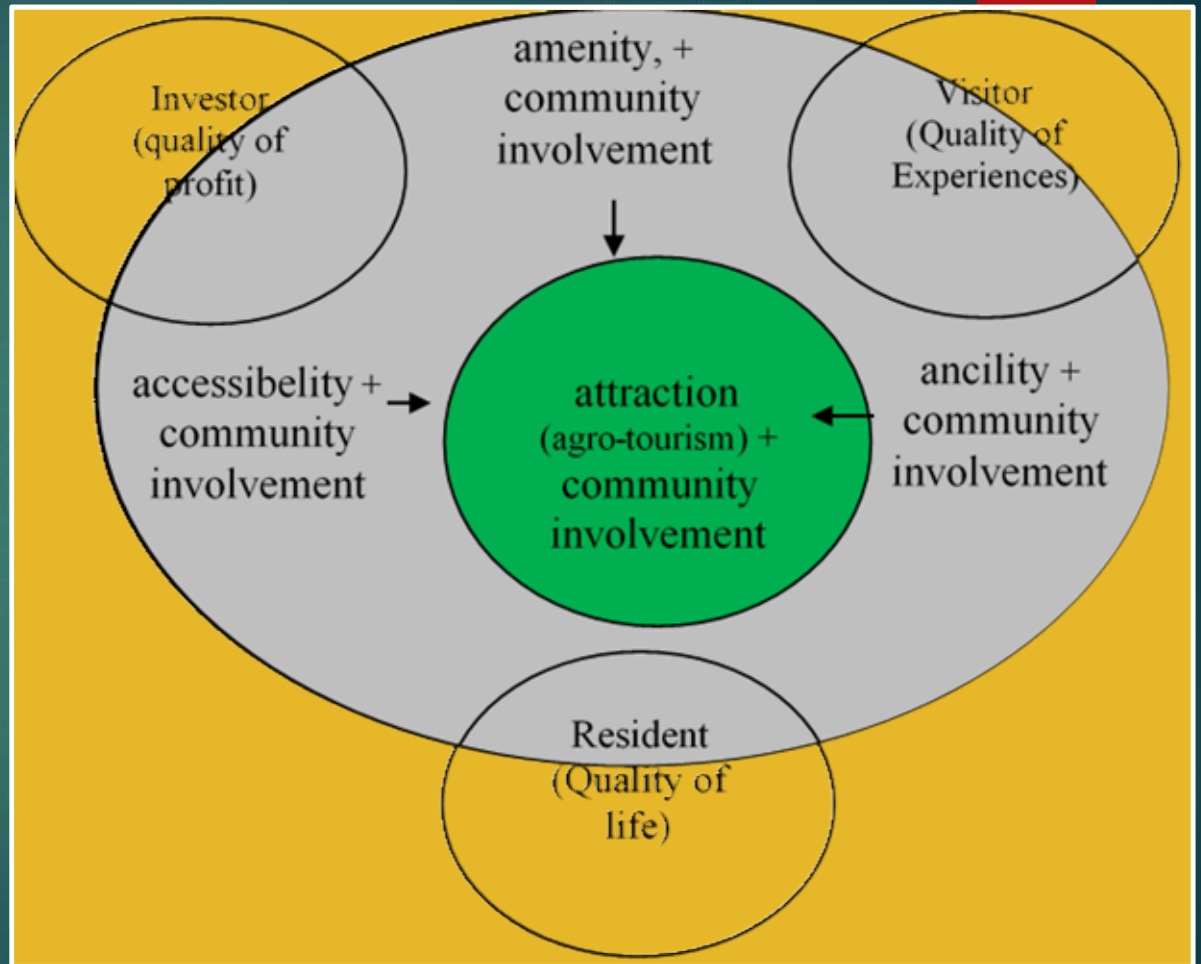 amenity, +
community
involvement
Investor
(quality of
profit)
Visitor
(Quality of
Experiences)
accessibelity +
community
involvement
attraction
(agro-tourism) +
community
involvement
ancility +
community
involvement
Resident
(Quality of
life)